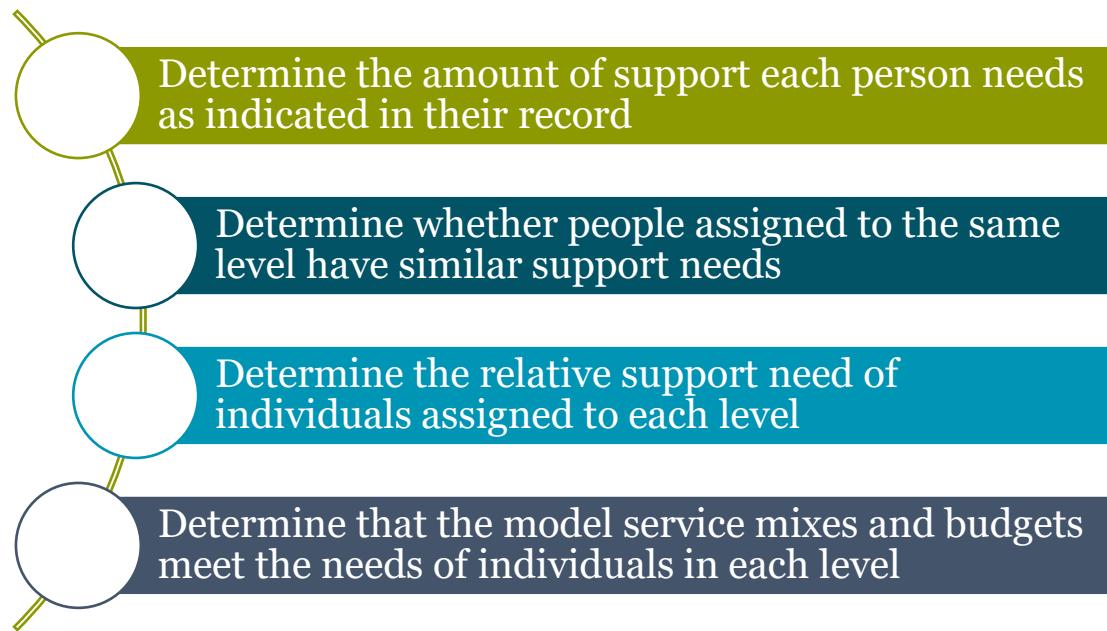 Determine the amount of support each person needs
as indicated in their record
Determine whether people assigned to the same
level have similar support needs
Determine the relative support need of
individuals assigned to each level
Determine that the model service mixes and budgets
meet the needs of individuals in each level